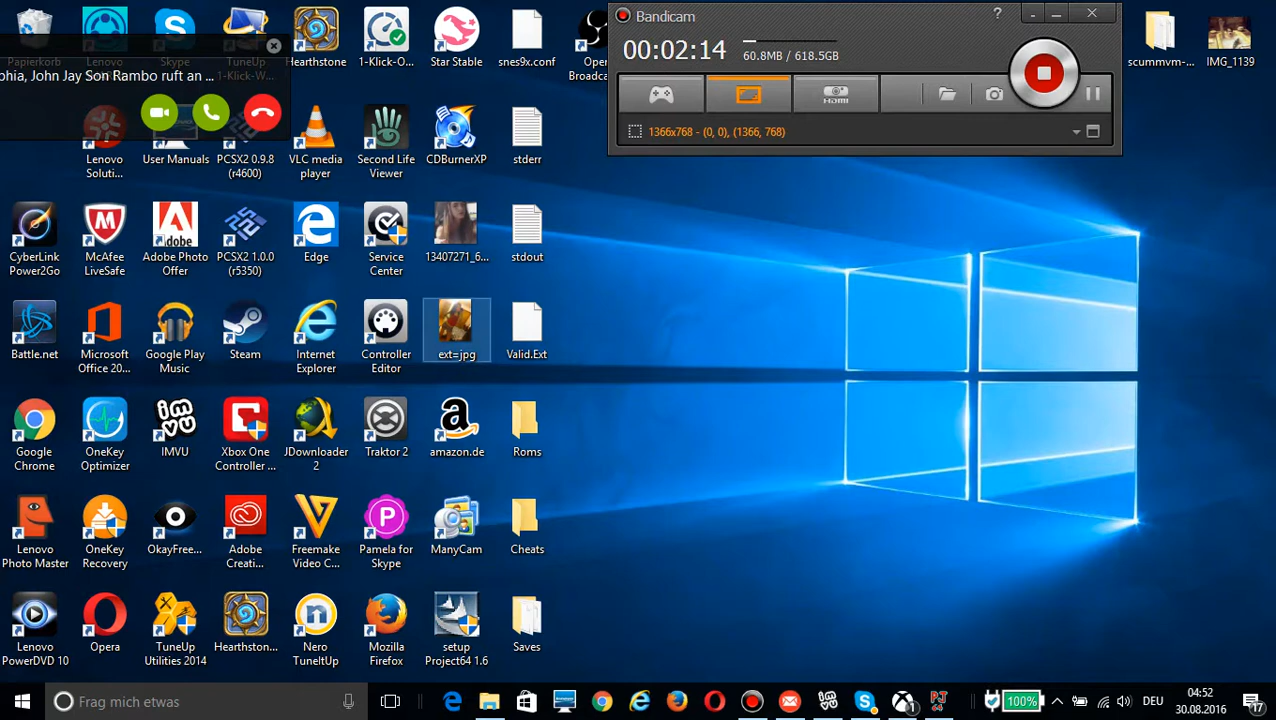 Papierkorb
Lenovo
Skype
TuneUp
1-Klick-W...
Hearthstone
1-Klick-O...
Star Stable
snes9x.conf
Open
Broadca
scummvm-...
IMG_1139
phia, John Jay Son Rambo ruft an ...
Bandicam
?
00:02:14
60.8MB / 618.5GB
HDMI
1366x768 - (0, 0), (1366, 768)
Lenovo
Soluti...
User Manuals
PCSX2 0.9.8
(r4600)
VLC media
player
Second Life
Viewer
CDBurnerXP
stderr
CyberLink
Power2Go
McAfee
LiveSafe
Adobe
Adobe Photo
Offer
PCSX2 1.0.0
(r5350)
Edge
Service
Center
13407271_6...
stdout
Battle.net
Microsoft
Office 20...
Google Play
Music
Steam
Internet
Explorer
Controller
Editor
ext=jpg
Valid.Ext
Google
Chrome
OneKey
Optimizer
IMVU
Xbox One
Controller ...
JDownloader
2
Traktor 2
amazon.de
Roms
Lenovo
Photo Master
OneKey
Recovery
OkayFree...
Adobe
Creati...
Freemake
Video C...
Pamela for
Skype
ManyCam
Cheats
Lenovo
PowerDVD 10
Opera
TuneUp
Utilities 2014
Hearthston...
Nero
TuneItUp
Mozilla
Firefox
setup
Project64 1.6
Saves
Frag mich etwas
100%
DEU
04:52
30.08.2016
17